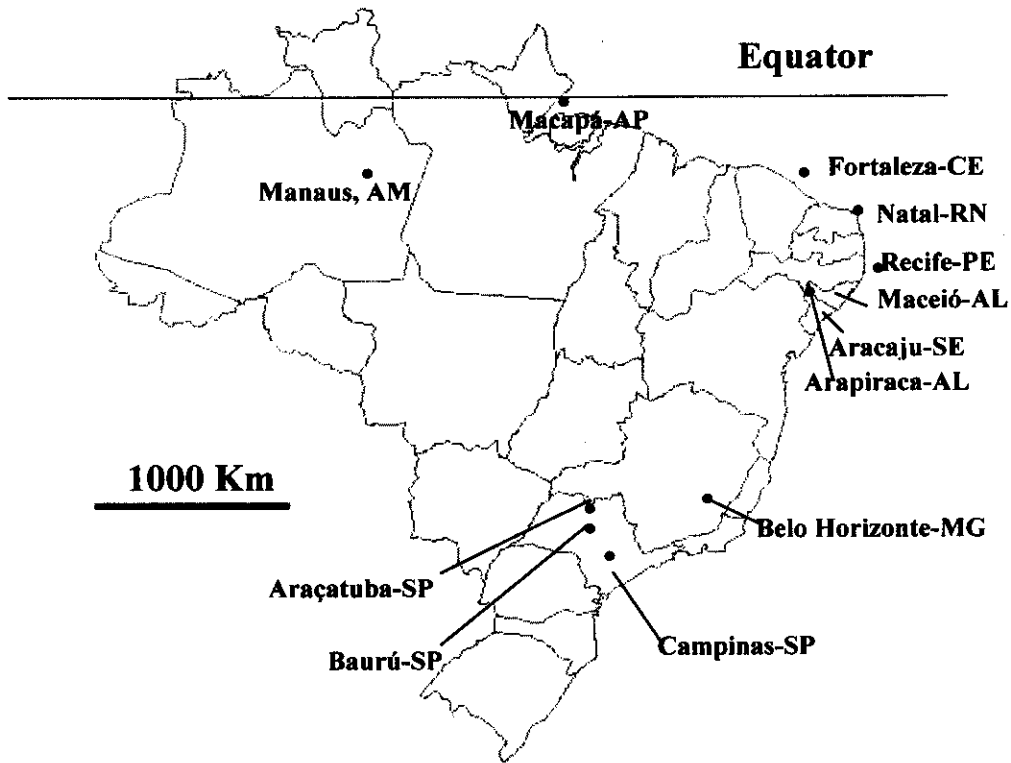 Equator
Macapá-AP
Fortaleza-CE
Manaus, AM
Natal-RN
Recife-PE
Maceió-AL
Aracaju-SE
Arapiraca-AL
1000 Km
Belo Horizonte-MG
Araçatuba-SP
Campinas-SP
Baurú-SP